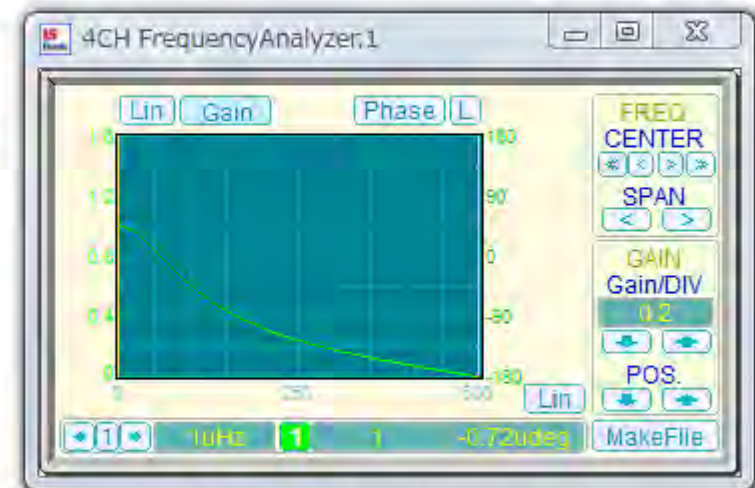 4CH FrequencyAnalyzer.1
Lin Gain Phase L
FREQ
CENTER
SPAN
GAIN
Gain/DIV
0.2
POS.
1.6 180
1.2 90
0.8 0
0.4 -90
0 -180
0 250 500 Lin
1 1uHz 1 1 -0.72udeg MakeFile